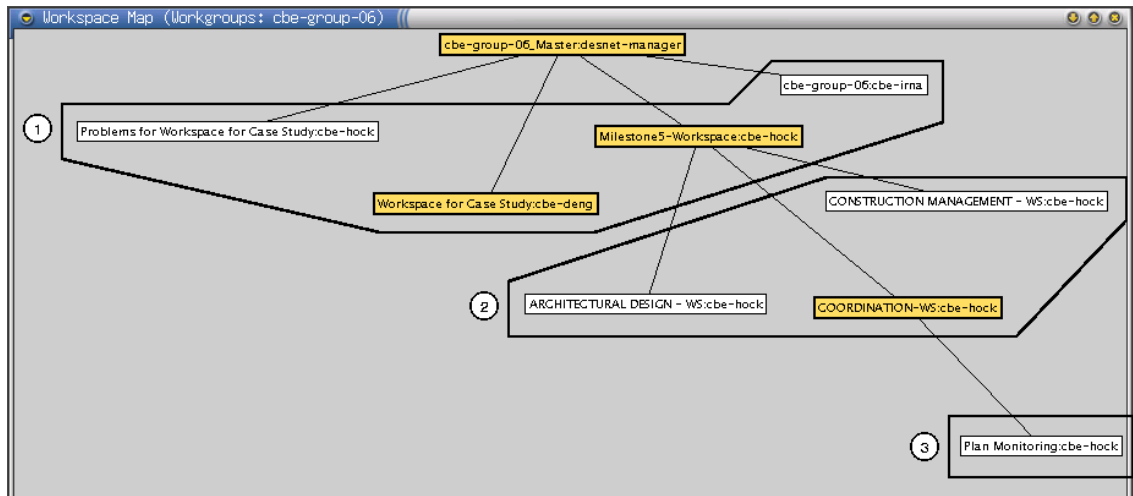 Workspace Map (Workgroups: cbe-group-06)
cbe-group-06_Master:desnet-manager
cbe-group-06:cbe-irna
1
Problems for Workspace for Case Study:cbe-hock
Milestone5-Workspace:cbe-hock
Workspace for Case Study:cbe-deng
CONSTRUCTION MANAGEMENT - WS:cbe-hock
2
ARCHITECTURAL DESIGN - WS:cbe-hock
COORDINATION-WS:cbe-hock
3
Plan Monitoring:cbe-hock